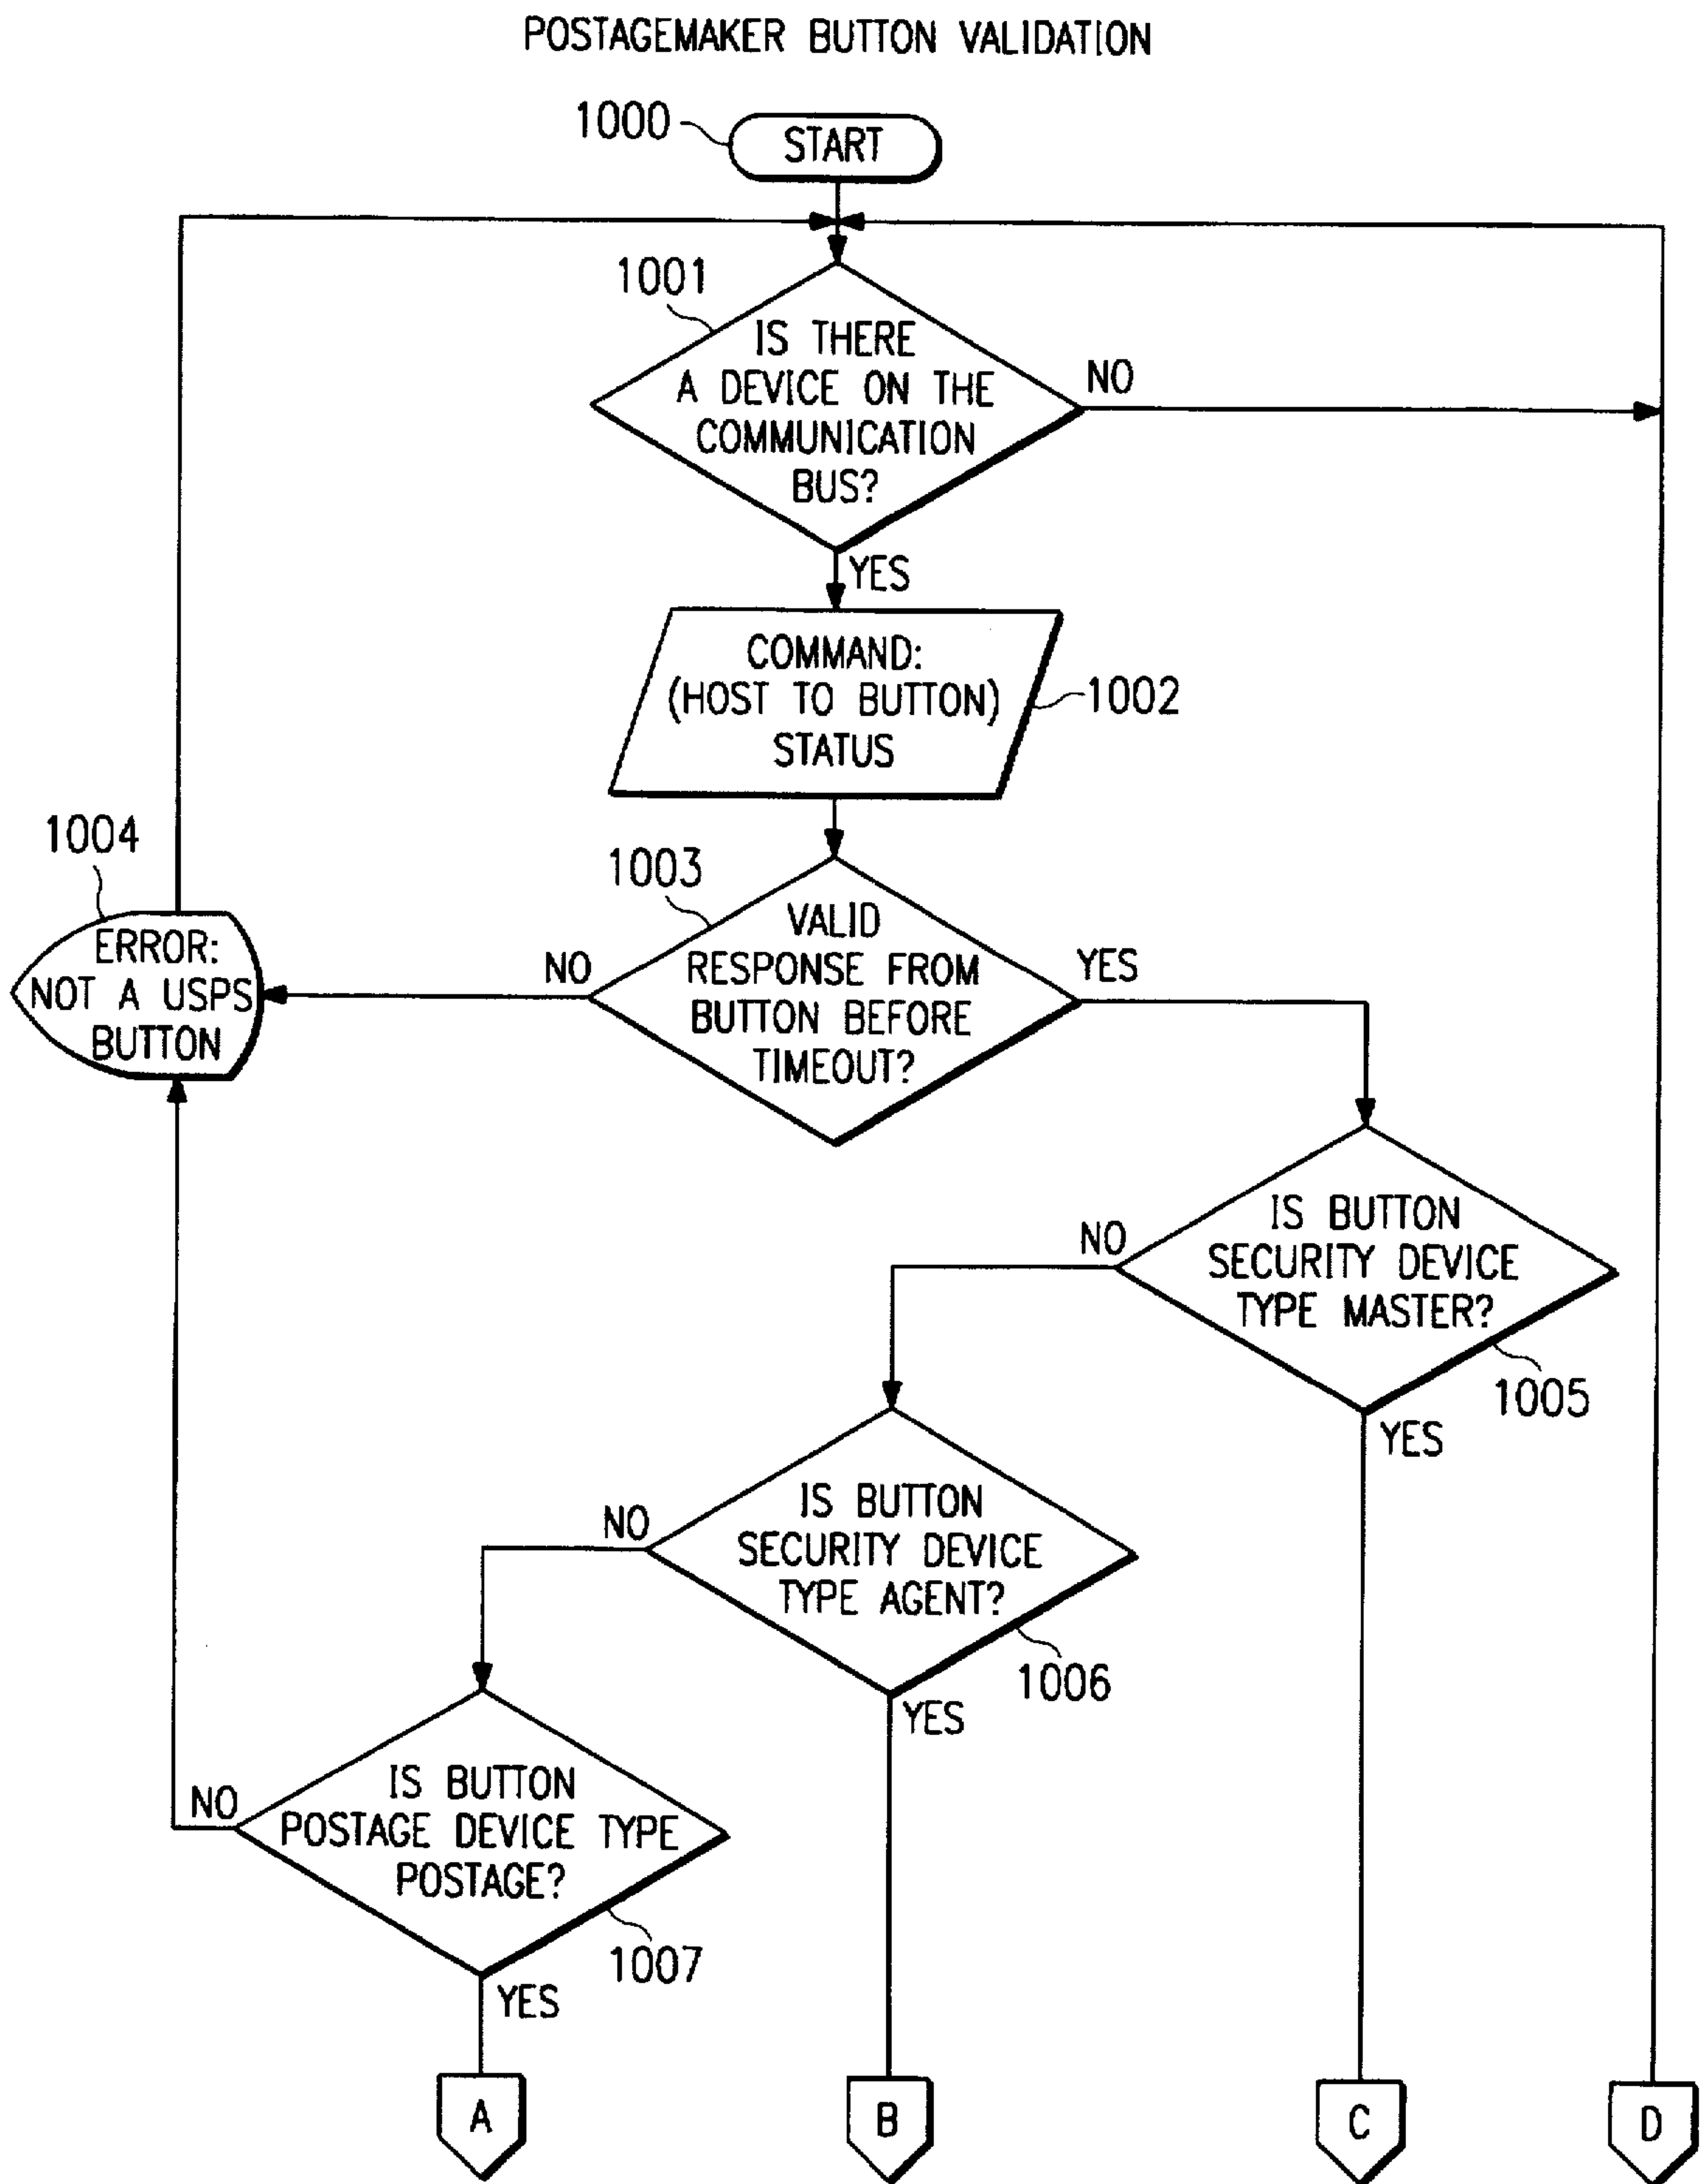 POSTAGEMAKER BUTTON VALIDATION
1000
START
1001
IS THERE
A DEVICE ON THE
COMMUNICATION
BUS?
NO
YES
COMMAND:
(HOST TO BUTTON)
STATUS
1002
1004
ERROR:
NOT A USPS
BUTTON
1003
NO
VALID
RESPONSE FROM
BUTTON BEFORE
TIMEOUT?
YES
NO
IS BUTTON
SECURITY DEVICE
TYPE MASTER?
1005
YES
NO
IS BUTTON
SECURITY DEVICE
TYPE AGENT?
1006
YES
NO
IS BUTTON
POSTAGE DEVICE TYPE
POSTAGE?
1007
YES
A
B
C
D